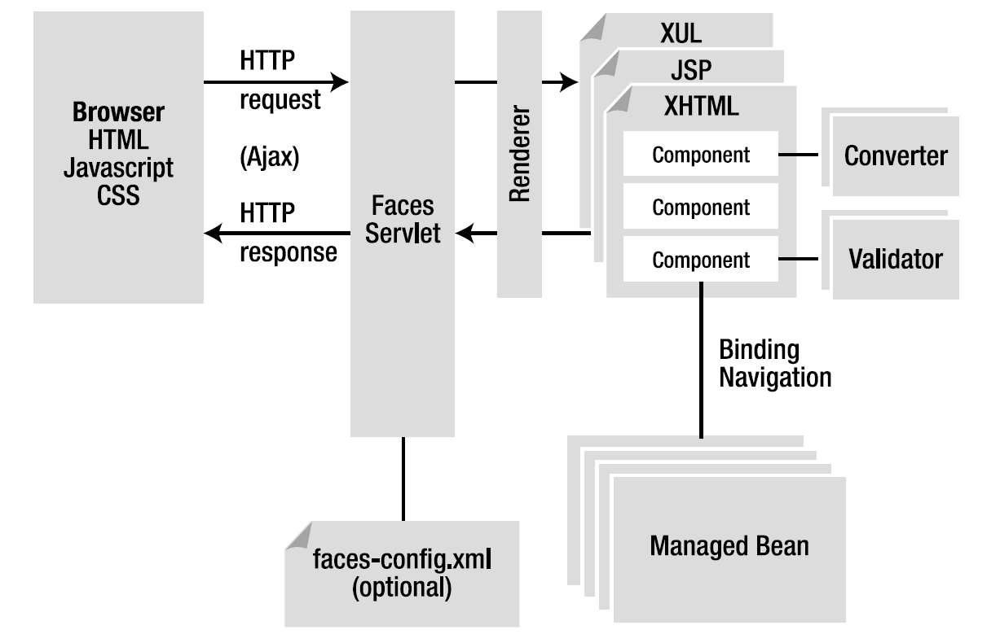 Browser
HTML
Javascript
CSS
HTTP
request
(Ajax)
HTTP
response
Faces
Servlet
Renderer
XUL
JSP
XHTML
Component
Component
Component
Converter
Validator
Binding
Navigation
faces-config.xml
(optional)
Managed Bean